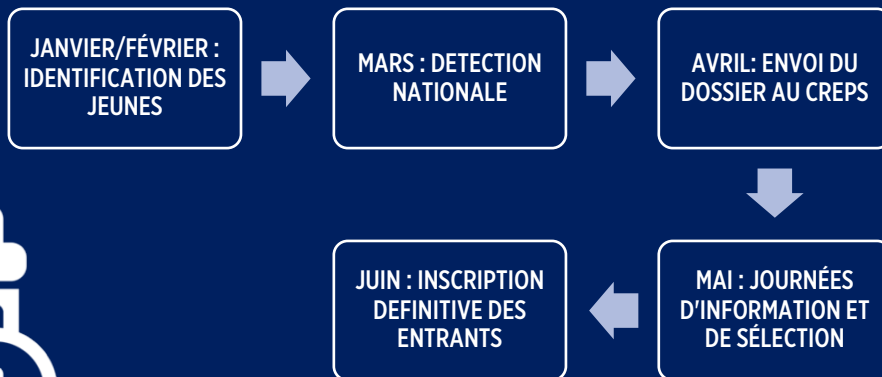 JANVIER/FÉVRIER :
IDENTIFICATION DES
JEUNES
MARS : DETECTION
NATIONALE
AVRIL: ENVOI DU
DOSSIER AU CREPS
MAI : JOURNÉES
D'INFORMATION ET
DE SÉLECTION
JUIN : INSCRIPTION
DEFINITIVE DES
ENTRANTS